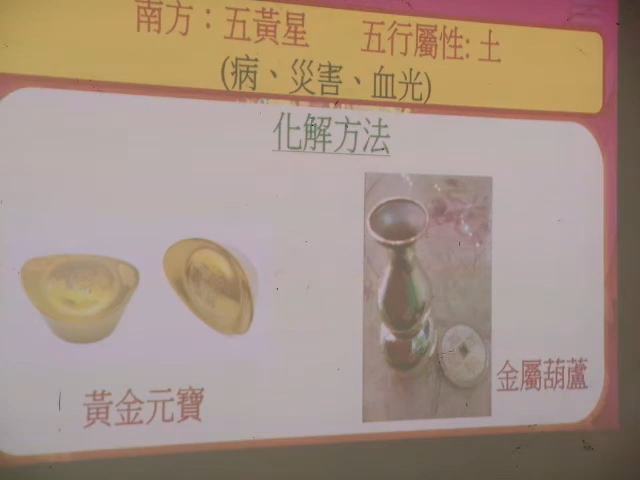 南方：五黃星　五行屬性: 土
(病、災害、血光)
化解方法
黃金元寶
金屬葫蘆